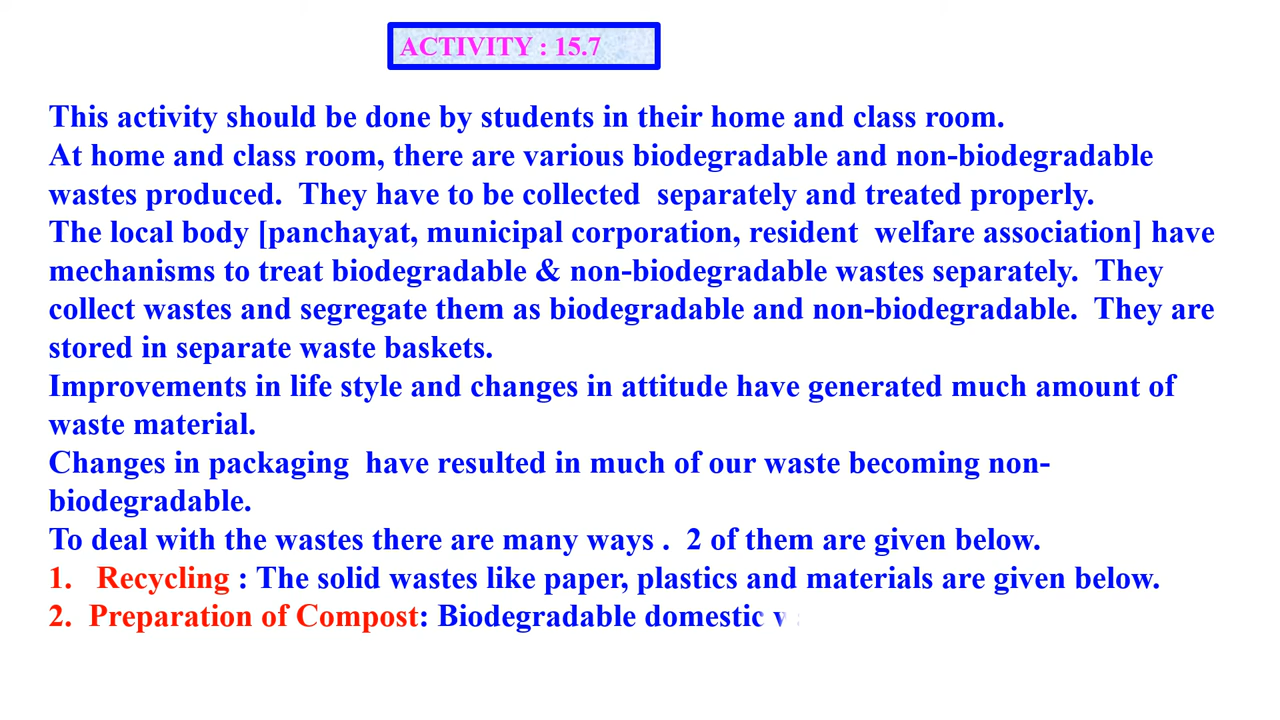 ACTIVITY : 15.7
This activity should be done by students in their home and class room.
At home and class room, there are various biodegradable and non-biodegradable
wastes produced.  They have to be collected  separately and treated properly.
The local body [panchayat, municipal corporation, resident  welfare association] have
mechanisms to treat biodegradable & non-biodegradable wastes separately.  They
collect wastes and segregate them as biodegradable and non-biodegradable.  They are
stored in separate waste baskets.
Improvements in life style and changes in attitude have generated much amount of
waste material.
Changes in packaging  have resulted in much of our waste becoming non-
biodegradable.
To deal with the wastes there are many ways .  2 of them are given below.
1.   Recycling : The solid wastes like paper, plastics and materials are given below.
2.  Preparation of Compost: Biodegradable domestic